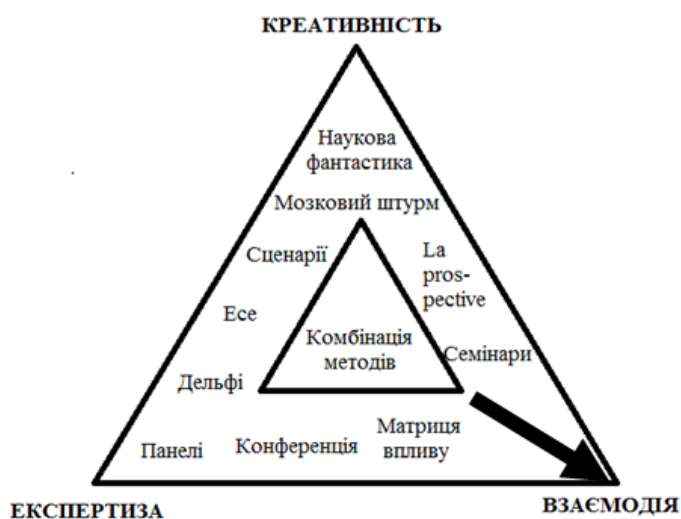 КРЕАТИВНІСТЬ
Наукова
фантастика
Мозковий штурм
Сценарії
La
pros-
pective
Есе
Комбінація
методів
Семінари
Дельфі
Матриця
впливу
Панелі
Конференція
ЕКСПЕРТИЗА
ВЗАЄМОДІЯ